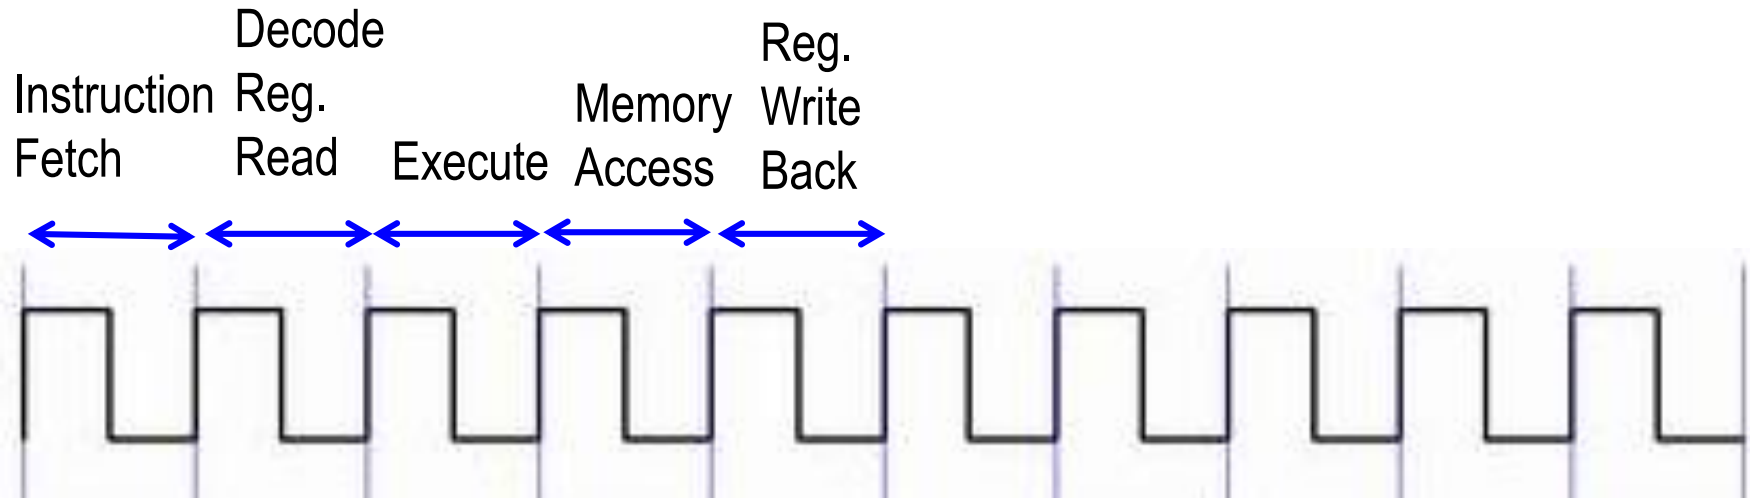 Instruction
Fetch
Decode
Reg.
Read
Execute
Memory
Access
Reg.
Write
Back